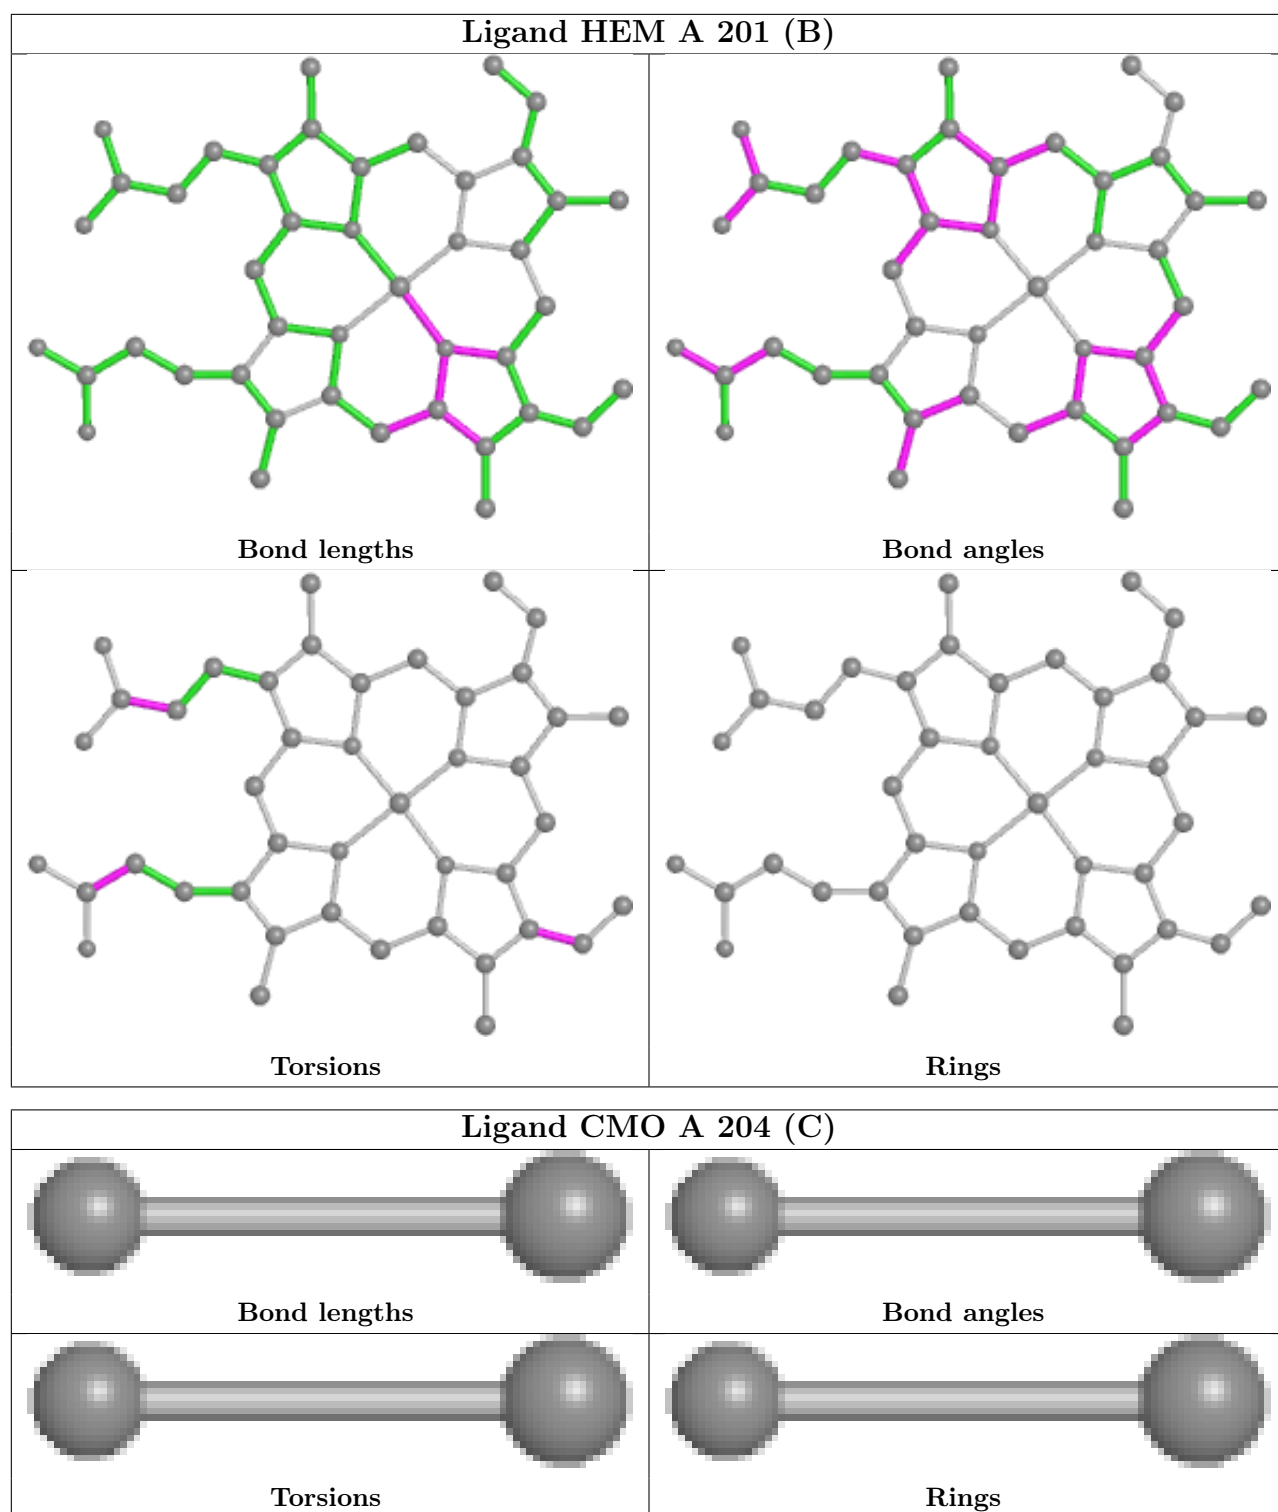 Ligand HEM A 201 (B)
Bond lengths
Bond angles
Torsions
Rings
Ligand CMO A 204 (C)
Bond lengths
Bond angles
Torsions
Rings